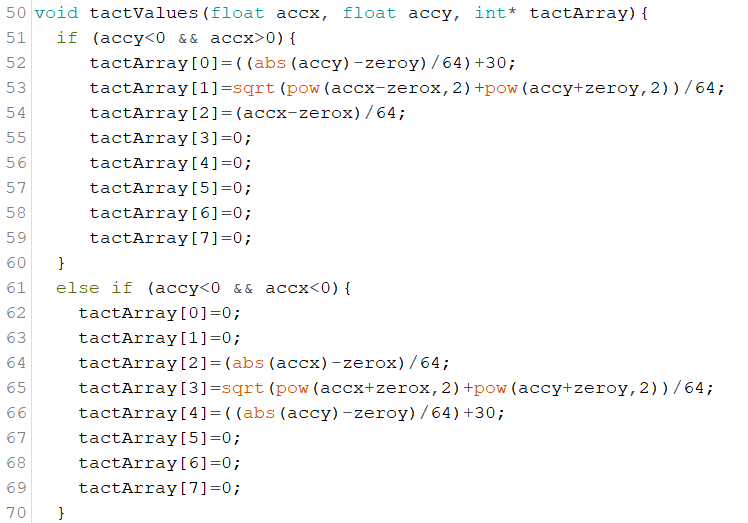 50 void tactValues(float accx, float accy, int* tactArray){
51   if (accy<0 && accx>0){
52      tactArray[0]=((abs(accy)-zeroy)/64)+30;
53      tactArray[1]=sqrt(pow(accx-zerox,2)+pow(accy+zeroy,2))/64;
54      tactArray[2]=(accx-zerox)/64;
55      tactArray[3]=0;
56      tactArray[4]=0;
57      tactArray[5]=0;
58      tactArray[6]=0;
59      tactArray[7]=0;
60   }
61   else if (accy<0 && accx<0){
62     tactArray[0]=0;
63     tactArray[1]=0;
64     tactArray[2]=(abs(accx)-zerox)/64;
65     tactArray[3]=sqrt(pow(accx+zerox,2)+pow(accy+zeroy,2))/64;
66     tactArray[4]=((abs(accy)-zeroy)/64)+30;
67     tactArray[5]=0;
68     tactArray[6]=0;
69     tactArray[7]=0;
70   }